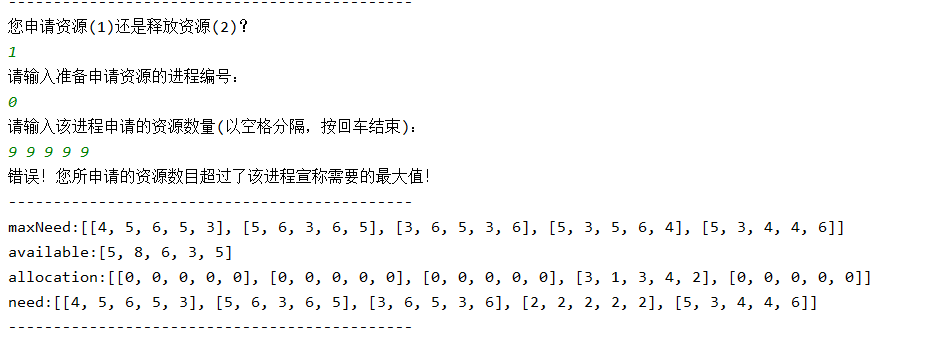 ---------------------------------------------
您申请资源(1)还是释放资源(2)？
1
请输入准备申请资源的进程编号：
0
请输入该进程申请的资源数量(以空格分隔，按回车结束)：
9 9 9 9 9
错误！您所申请的资源数目超过了该进程宣称需要的最大值！
---------------------------------------------
maxNeed:[[4, 5, 6, 5, 3], [5, 6, 3, 6, 5], [3, 6, 5, 3, 6], [5, 3, 5, 6, 4], [5, 3, 4, 4, 6]]
available:[5, 8, 6, 3, 5]
allocation:[[0, 0, 0, 0, 0], [0, 0, 0, 0, 0], [0, 0, 0, 0, 0], [3, 1, 3, 4, 2], [0, 0, 0, 0, 0]]
need:[[4, 5, 6, 5, 3], [5, 6, 3, 6, 5], [3, 6, 5, 3, 6], [2, 2, 2, 2, 2], [5, 3, 4, 4, 6]]
---------------------------------------------